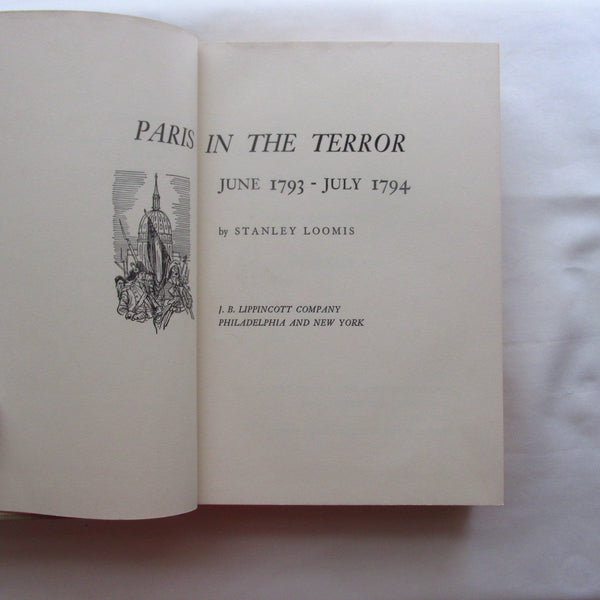 PARIS IN THE TERROR
JUNE 1793 - JULY 1794
by STANLEY LOOMIS
J. B. LIPPINCOTT COMPANY
PHILADELPHIA AND NEW YORK